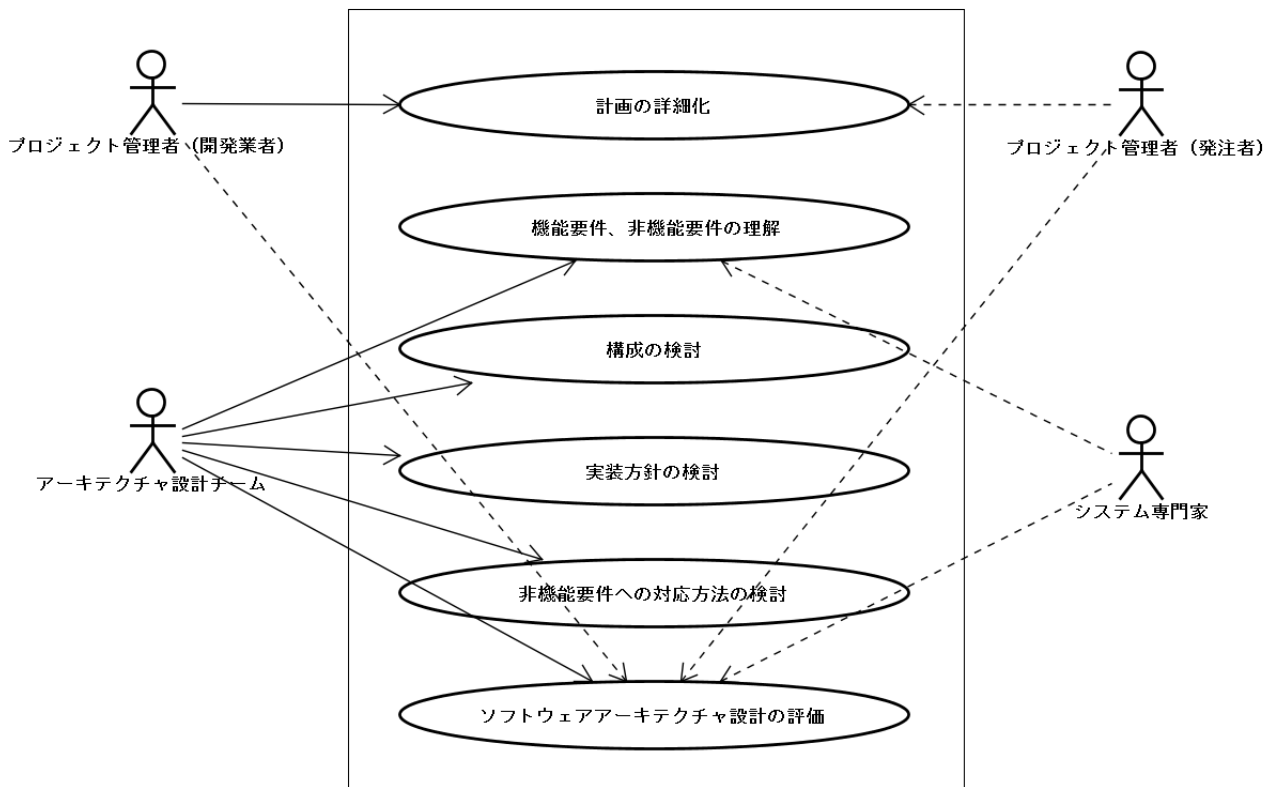 計画の詳細化
プロジェクト管理者（開発業者）
プロジェクト管理者（発注者）
機能要件、非機能要件の理解
構成の検討
実装方針の検討
アーキテクチャ設計チーム
システム専門家
非機能要件への対応方法の検討
ソフトウェアアーキテクチャ設計の評価